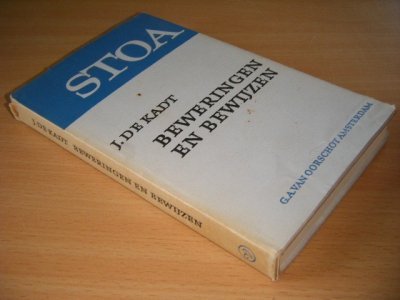 STOA
J. DE KADT
BEWERINGEN
EN BEWIJZEN
G.A. VAN OORSCHOT AMSTERDAM
J. DE KADT BEWERINGEN EN BEWIJZEN